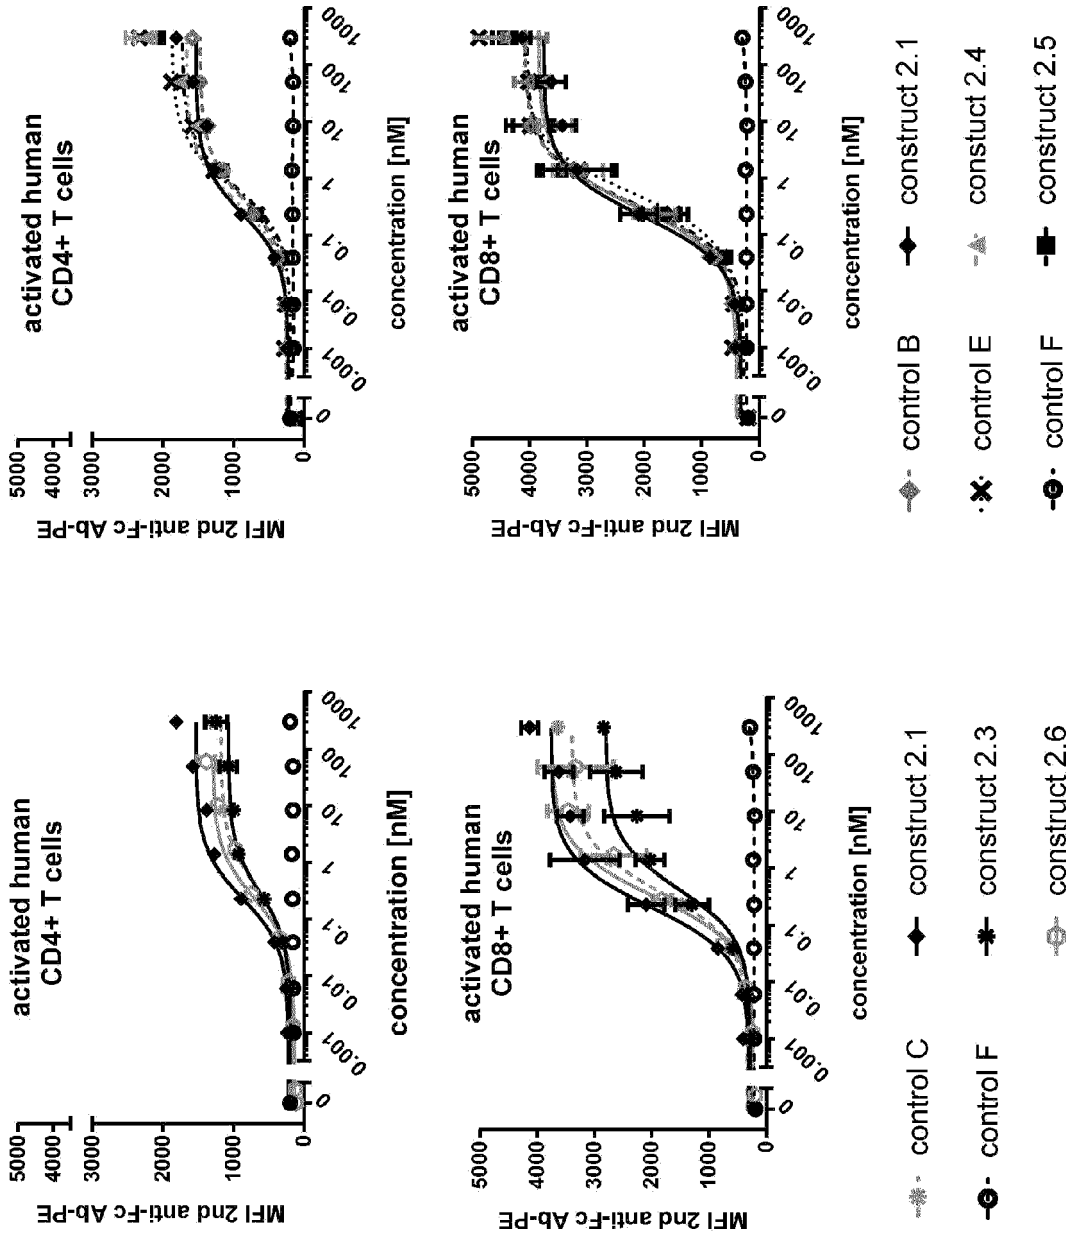 activated human
CD4+ T cells
MFI 2nd anti-Fc Ab-PE
5000
4000
3000
2000
1000
0
0
0.001
0.01
0.1
1
10
100
1000
concentration [nM]
activated human
CD4+ T cells
MFI 2nd anti-Fc Ab-PE
5000
4000
3000
2000
1000
0
0
0.001
0.01
0.1
1
10
100
1000
concentration [nM]
activated human
CD8+ T cells
MFI 2nd anti-Fc Ab-PE
5000
4000
3000
2000
1000
0
0
0.001
0.01
0.1
1
10
100
1000
concentration [nM]
activated human
CD8+ T cells
MFI 2nd anti-Fc Ab-PE
5000
4000
3000
2000
1000
0
0
0.001
0.01
0.1
1
10
100
1000
concentration [nM]
control C
construct 2.1
control F
construct 2.3
construct 2.6
control B
construct 2.1
control E
constuct 2.4
control F
construct 2.5